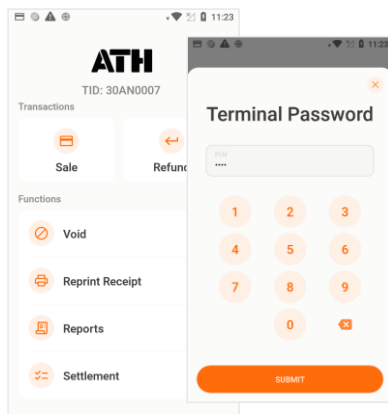 11:23
ATH
TID: 30AN0007
Transactions
Sale
Functions
Void
Reprint Receipt
Reports
Settlement
11:23
Terminal Password
PIN
••••
1 2 3
4 5 6
7 8 9
0
SUBMIT